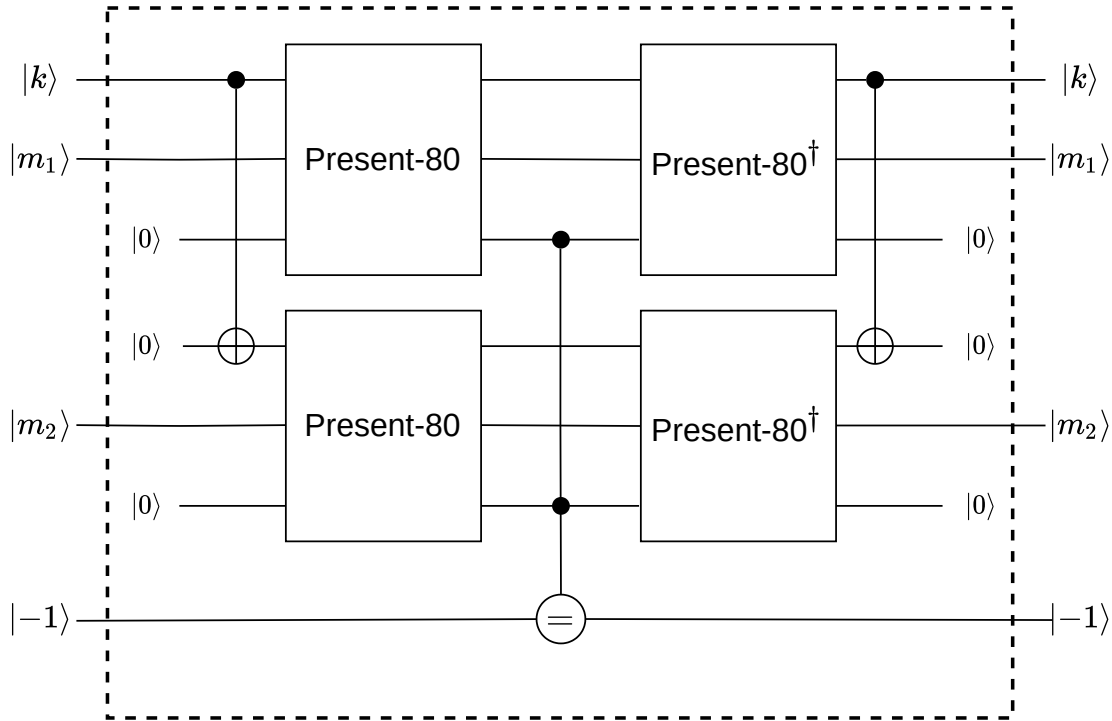 |k⟩ |k⟩
|m₁⟩ Present-80 Present-80† |m₁⟩
|0⟩ |0⟩
|0⟩ |0⟩
|m₂⟩ Present-80 Present-80† |m₂⟩
|0⟩ |0⟩
|−1⟩ = |−1⟩